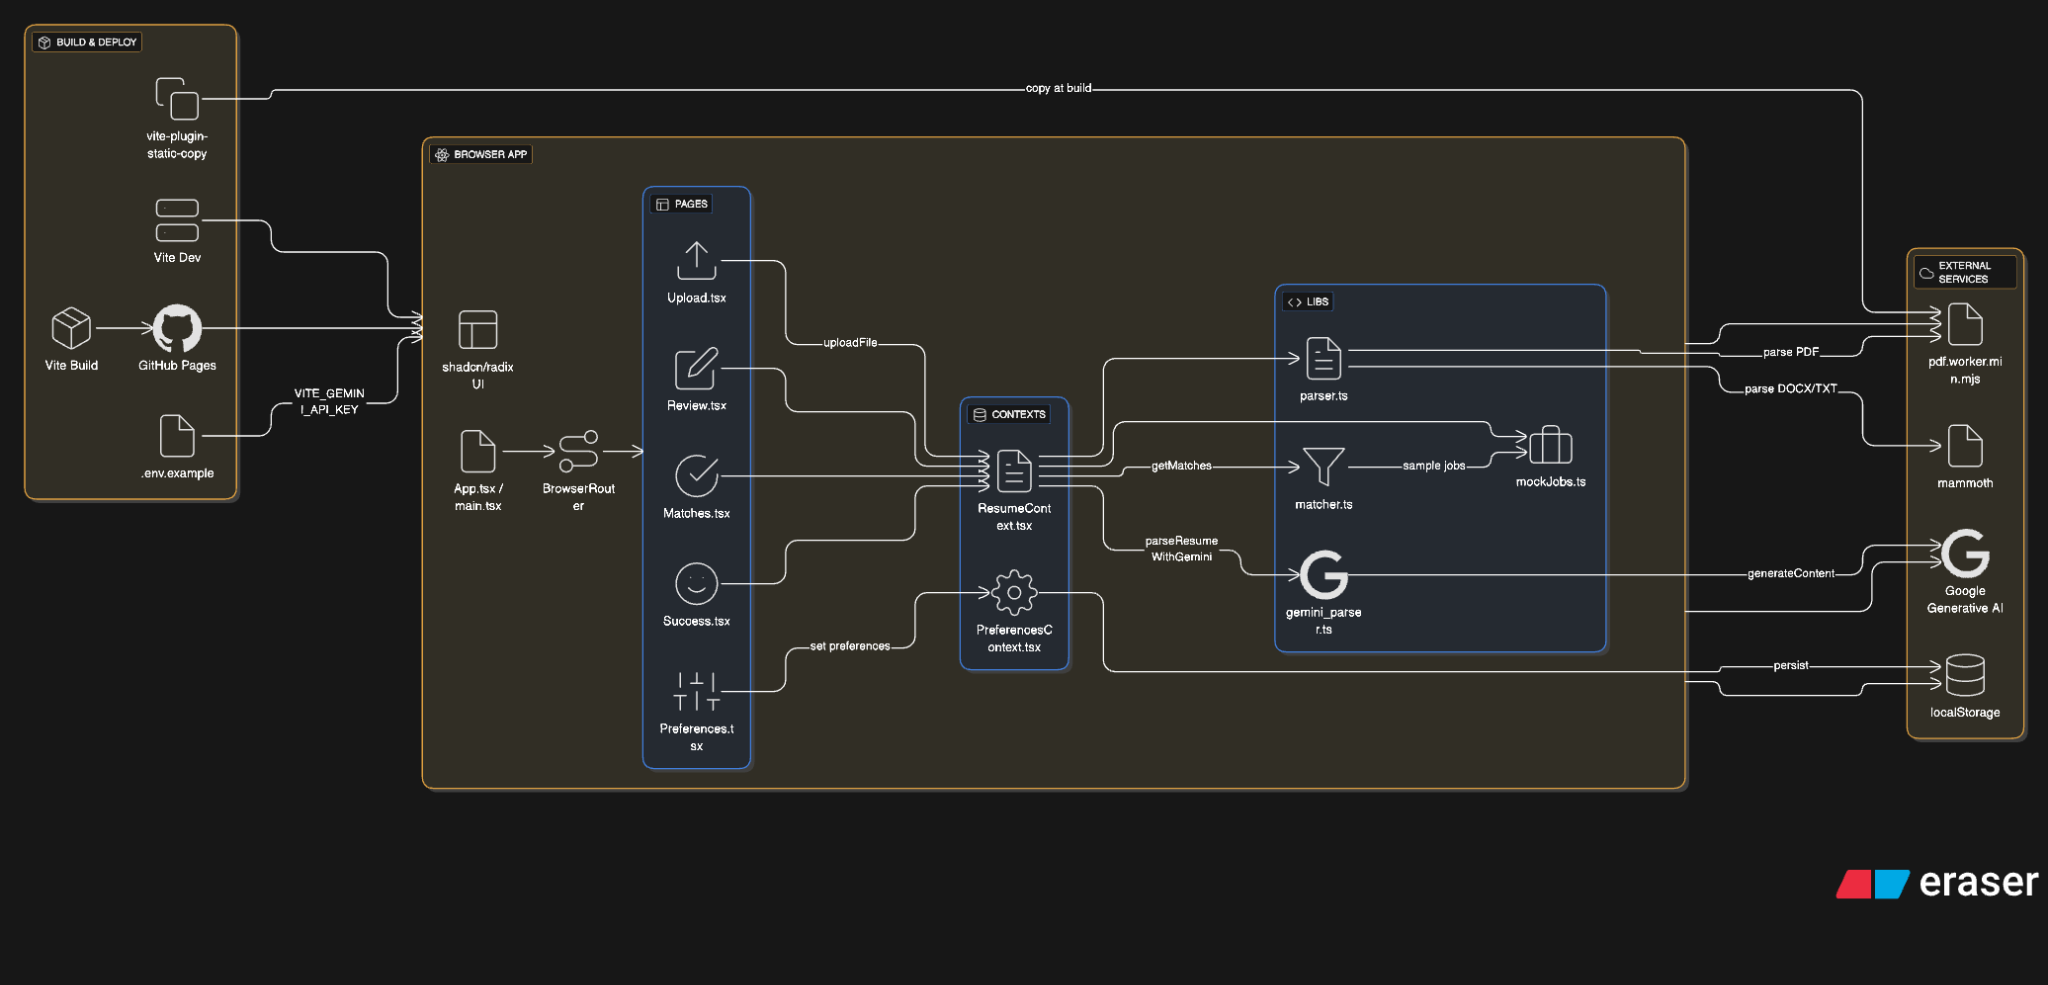 BUILD & DEPLOY
vite-plugin-
static-copy
Vite Dev
Vite Build
GitHub Pages
VITE_GEMIN
I_API_KEY
.env.example
copy at build
BROWSER APP
shadcn/radix
UI
App.tsx /
main.tsx
BrowserRout
er
PAGES
Upload.tsx
Review.tsx
Matches.tsx
Success.tsx
Preferences.t
sx
uploadFile
set preferences
CONTEXTS
ResumeCont
ext.tsx
PreferencesC
ontext.tsx
getMatches
parseResume
WithGemini
LIBS
parser.ts
matcher.ts
sample jobs
mockJobs.ts
gemini_parse
r.ts
parse PDF
parse DOCX/TXT
generateContent
persist
EXTERNAL
SERVICES
pdf.worker.mi
n.mjs
mammoth
Google
Generative AI
localStorage
eraser